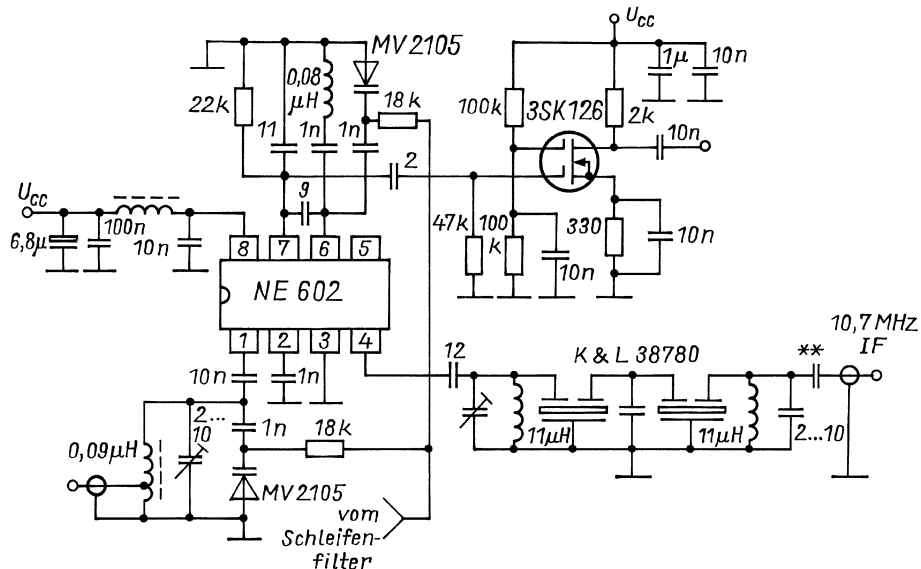 U_CC
MV2105
1µ
10n
0,08
µH
18k
100k
3SK126
22k
11
1n
1n
2k
10n
2
U_CC
9
47k
100
k
330
6,8µ
100n
10n
10n
10n
8
7
6
5
NE 602
1
2
3
4
10,7 MHz
IF
12
K & L 38780
**
10n
1n
2...
10
1n
18k
0,09µH
11µH
11µH
2...10
MV2105
vom
Schleifen-
filter